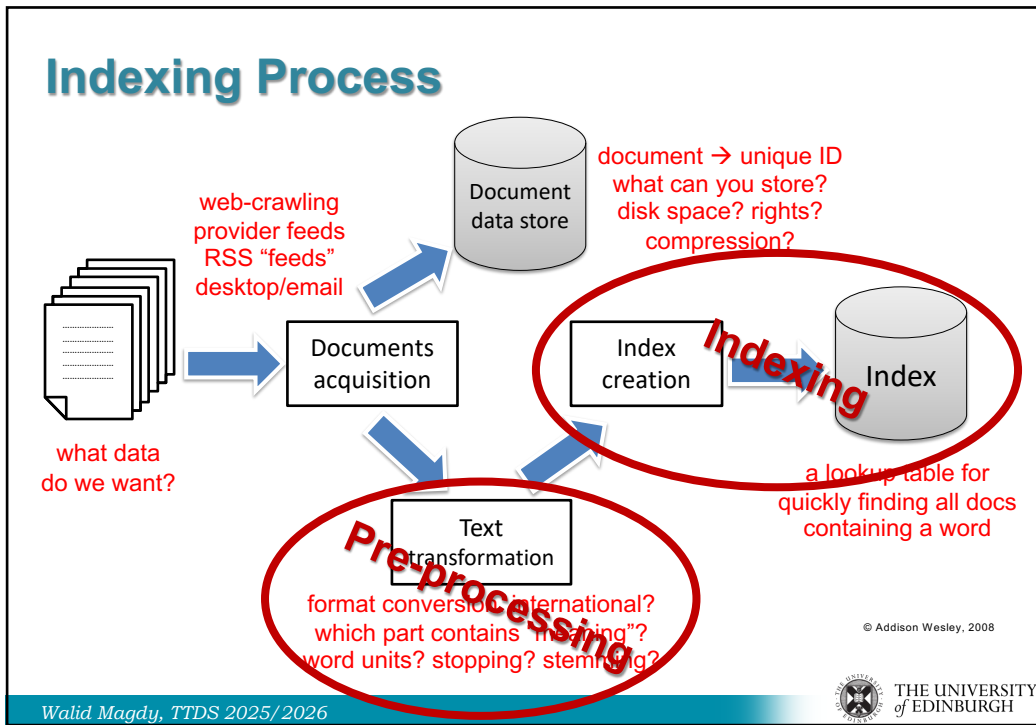 Indexing Process
web-crawling
provider feeds
RSS “feeds”
desktop/email
Document
data store
document → unique ID
what can you store?
disk space? rights?
compression?
Documents
acquisition
Index
creation
Indexing
Index
what data
do we want?
a lookup table for
quickly finding all docs
containing a word
Text
transformation
Pre-processing
format conversion. international?
which part contains “meaning”?
word units? stopping? stemming?
© Addison Wesley, 2008
Walid Magdy, TTDS 2025/2026
THE UNIVERSITY
of EDINBURGH